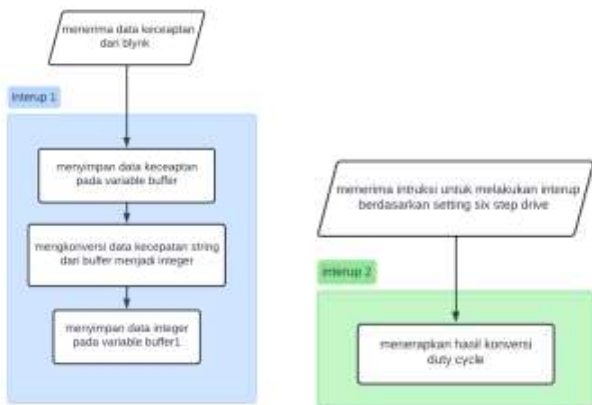 menerima data keceaptan
dari blynk
Interup 1
menyimpan data keceaptan
pada variable buffer
mengkonversi data kecepatan string
dari buffer menjadi integer
menyimpan data integer
pada variable buffer1
menerima intruksi untuk melakukan interup
berdasarkan setting six step drive
interup 2
menerapkan hasil konversi
duty cycle